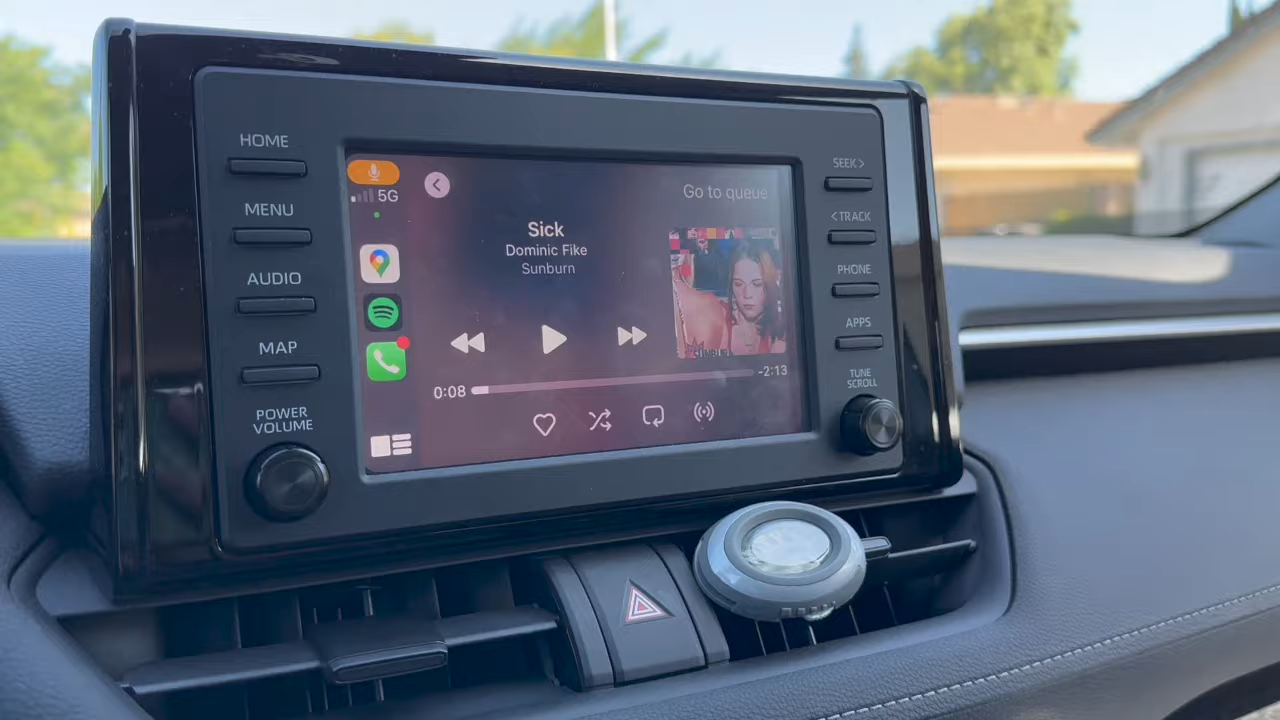 HOME
MENU
AUDIO
MAP
POWER
VOLUME
5G
Go to queue
Sick
Dominic Fike
Sunburn
0:08
-2:13
SUNBURN
SEEK >
< TRACK
PHONE
APPS
TUNE
SCROLL